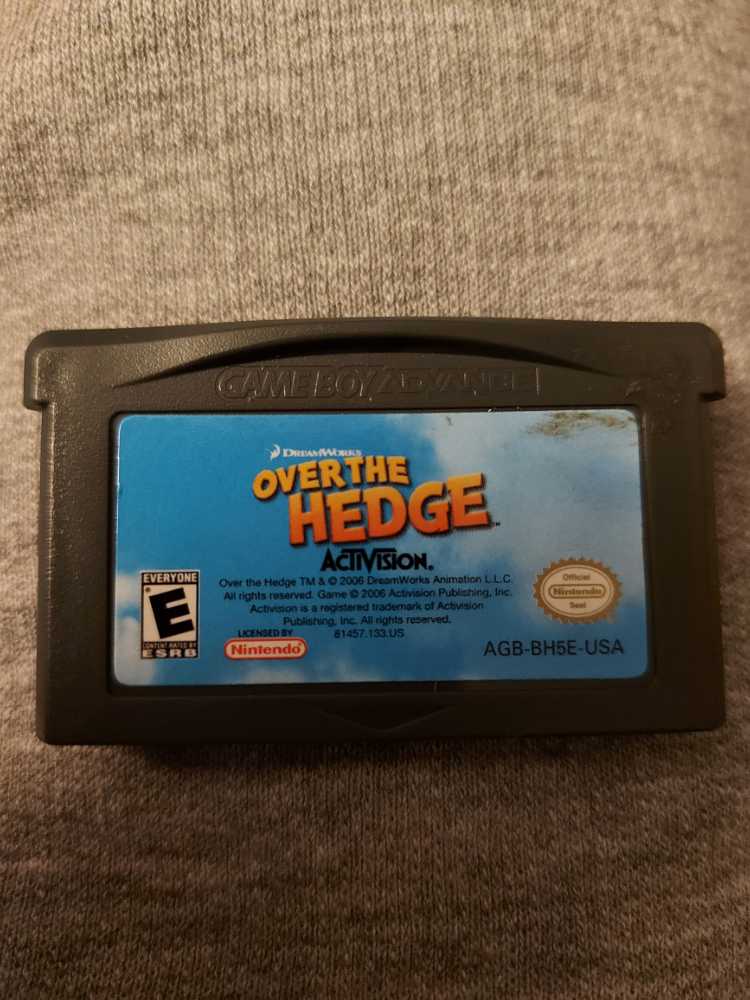 GAME BOY ADVANCE
DREAMWORKS
OVER THE
HEDGE™
ACTIVISION®
Over the Hedge TM & © 2006 DreamWorks Animation L.L.C.
All rights reserved. Game © 2006 Activision Publishing, Inc.
Activision is a registered trademark of Activision
Publishing, Inc. All rights reserved.
81457.133.US
EVERYONE
E
CONTENT RATED BY
ESRB
LICENSED BY
Nintendo
Official
Nintendo
Seal
AGB-BH5E-USA